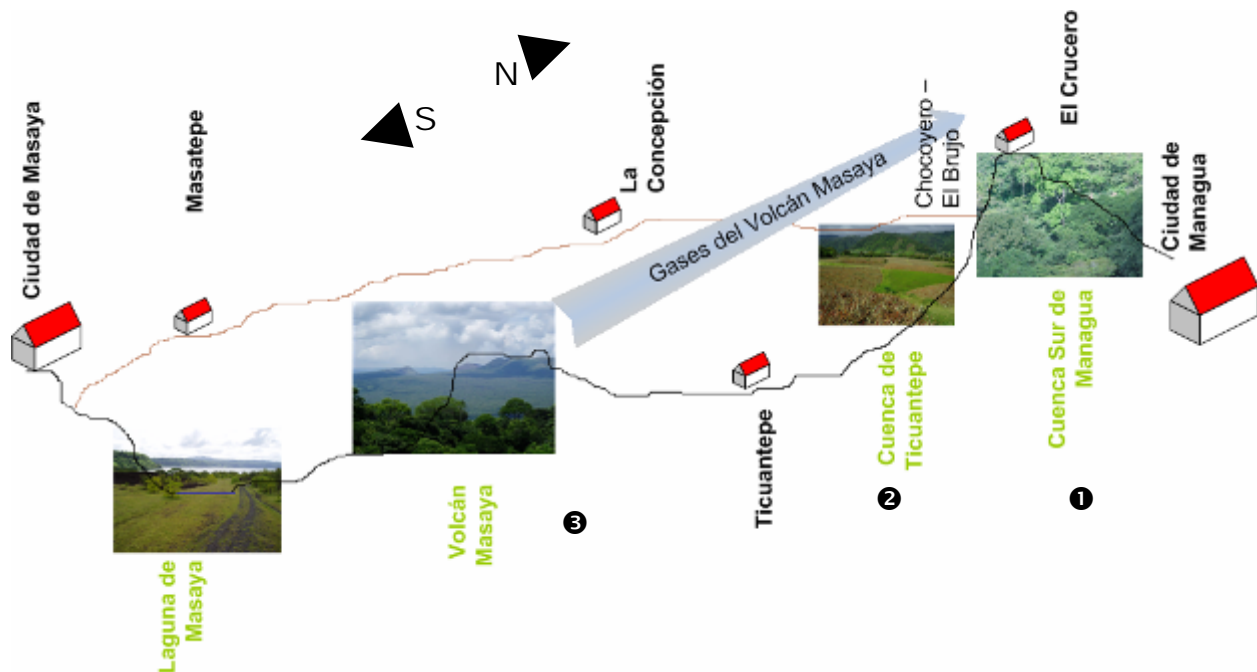 Ciudad de Masaya
Masatepe
N
S
La
Concepción
Gases del Volcán Masaya
Chocoyero –
El Brujo
El Crucero
Ciudad de
Managua
Laguna de
Masaya
Volcán
Masaya
❸
Ticuantepe
Cuenca de
Ticuantepe
❷
Cuenca Sur de
Managua
❶